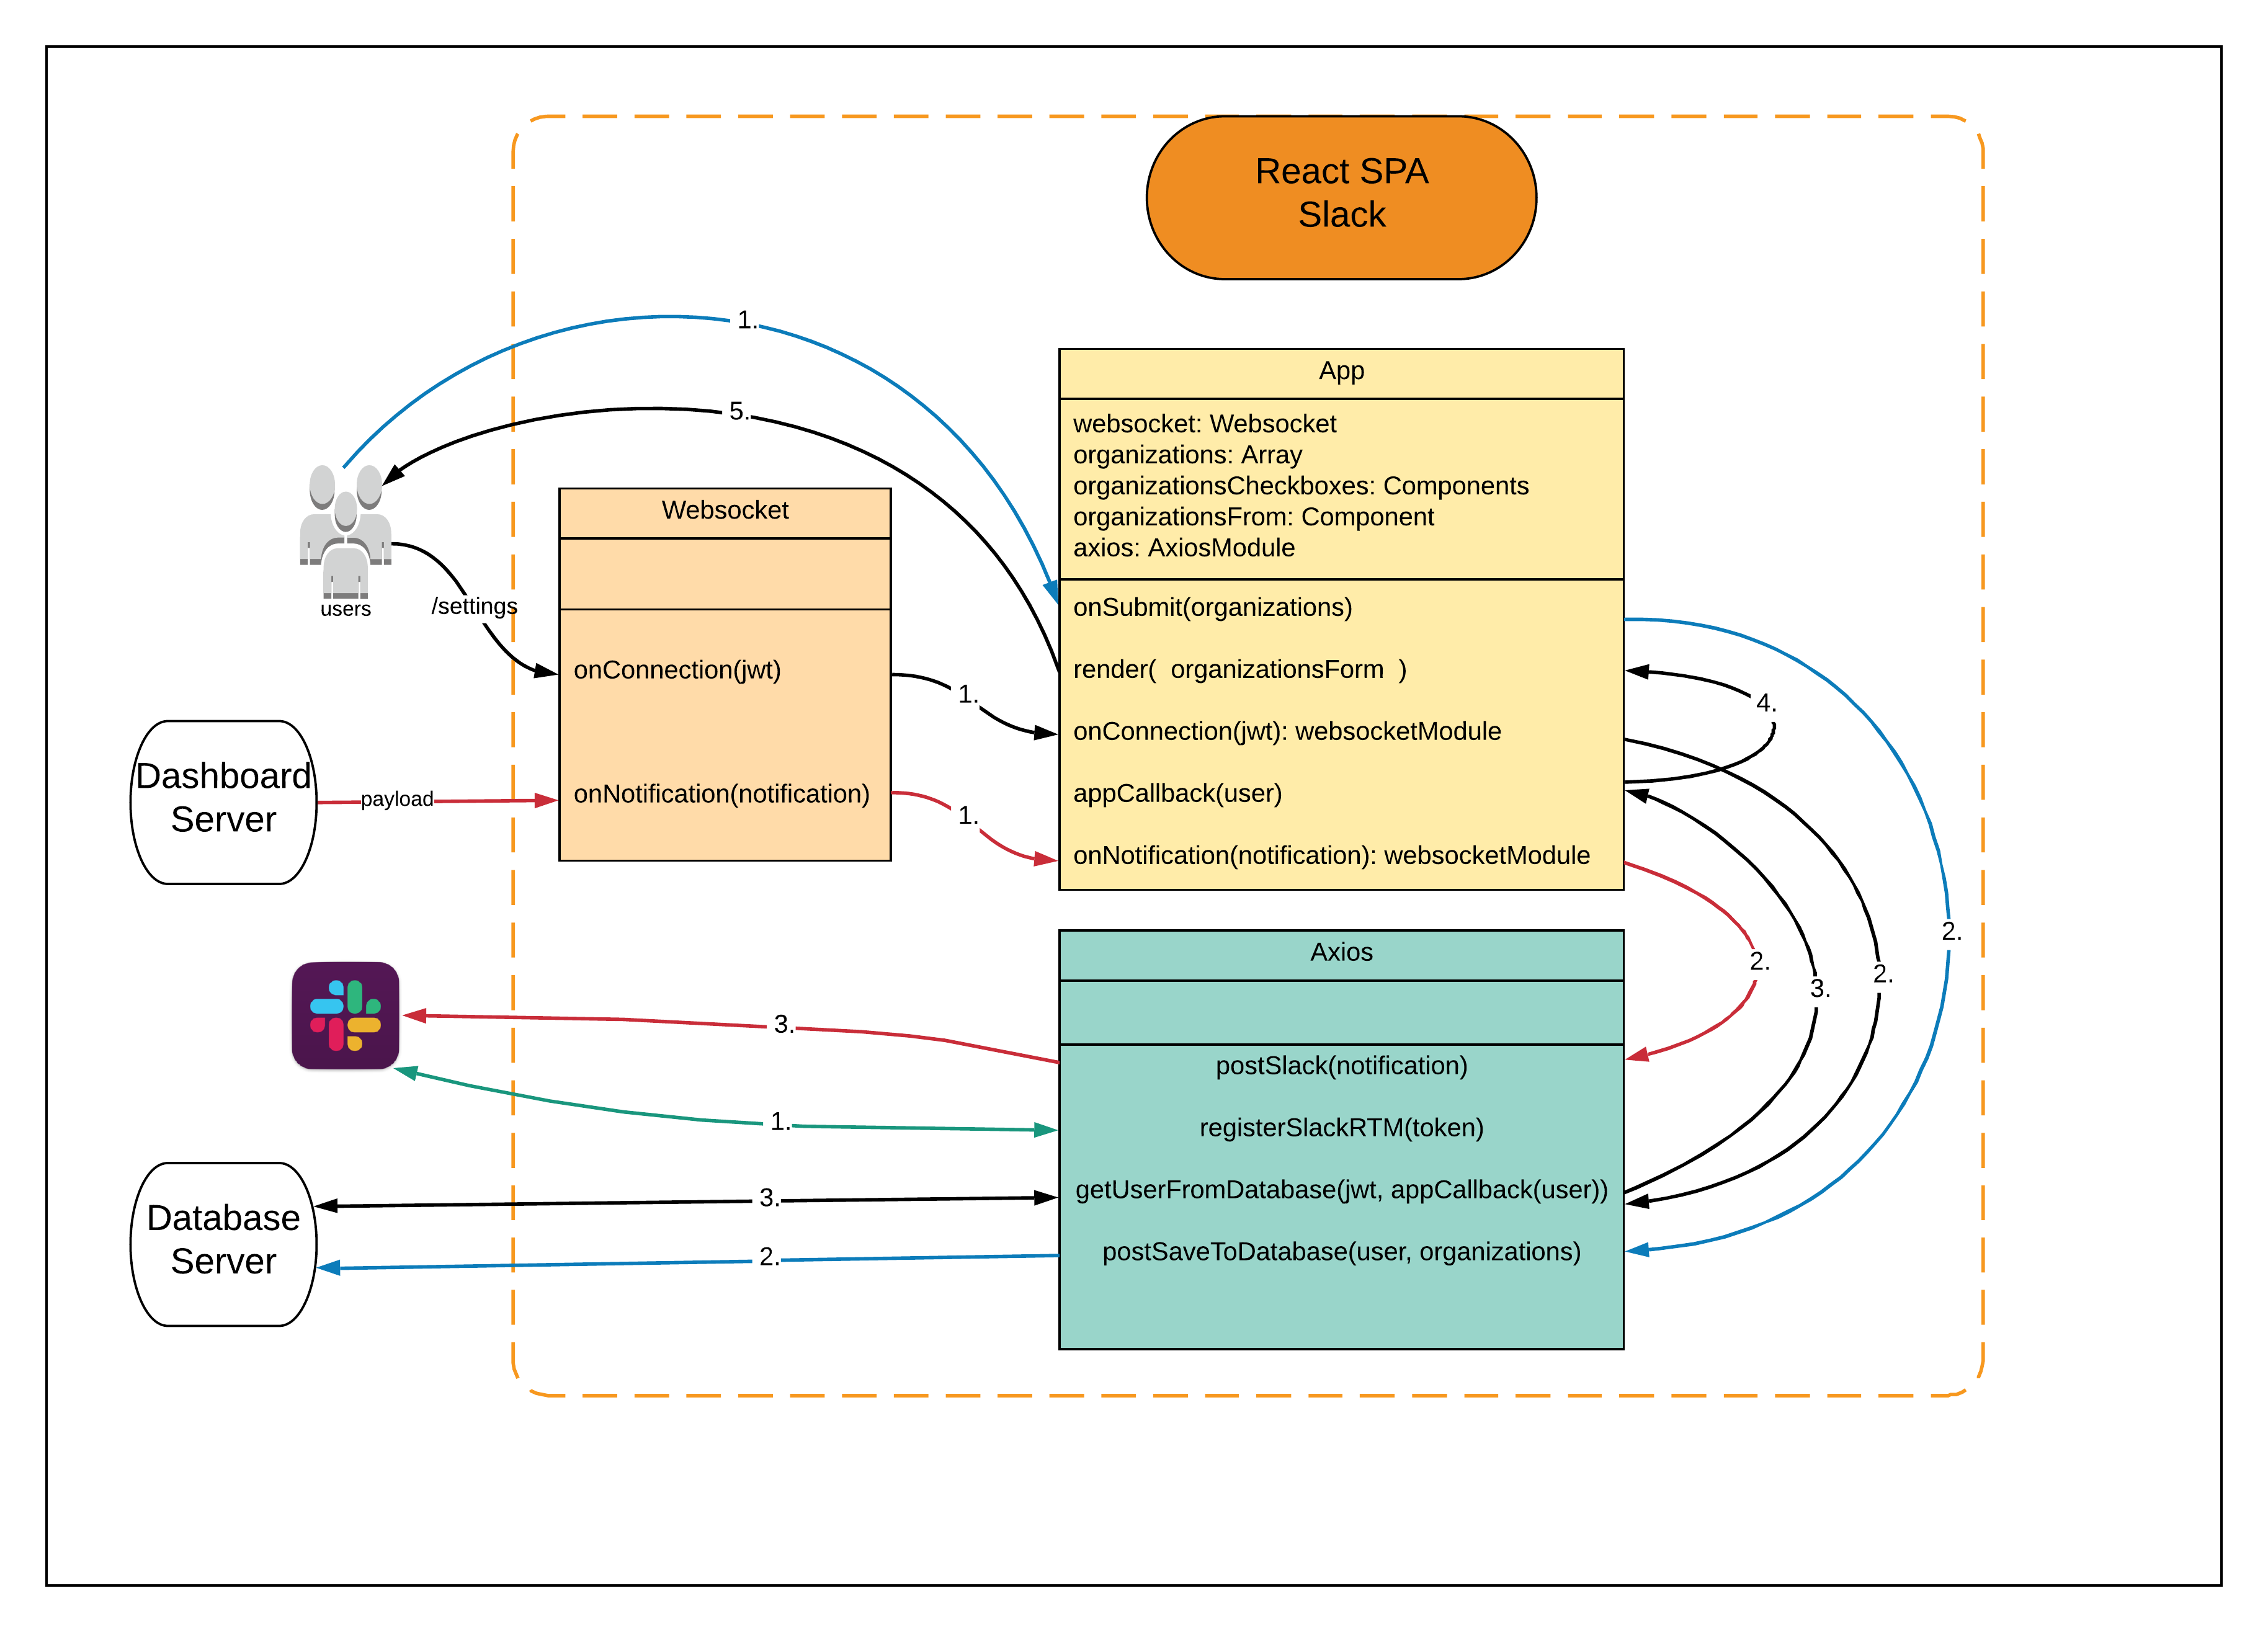 React SPA
Slack
1.
5.
users
/settings
Websocket
onConnection(jwt)
onNotification(notification)
1.
1.
App
websocket: Websocket
organizations: Array
organizationsCheckboxes: Components
organizationsFrom: Component
axios: AxiosModule
onSubmit(organizations)
render(  organizationsForm  )
onConnection(jwt): websocketModule
appCallback(user)
onNotification(notification): websocketModule
4.
2.
2.
3.
2.
Dashboard
Server
payload
Axios
postSlack(notification)
registerSlackRTM(token)
getUserFromDatabase(jwt, appCallback(user))
postSaveToDatabase(user, organizations)
3.
1.
3.
2.
Database
Server